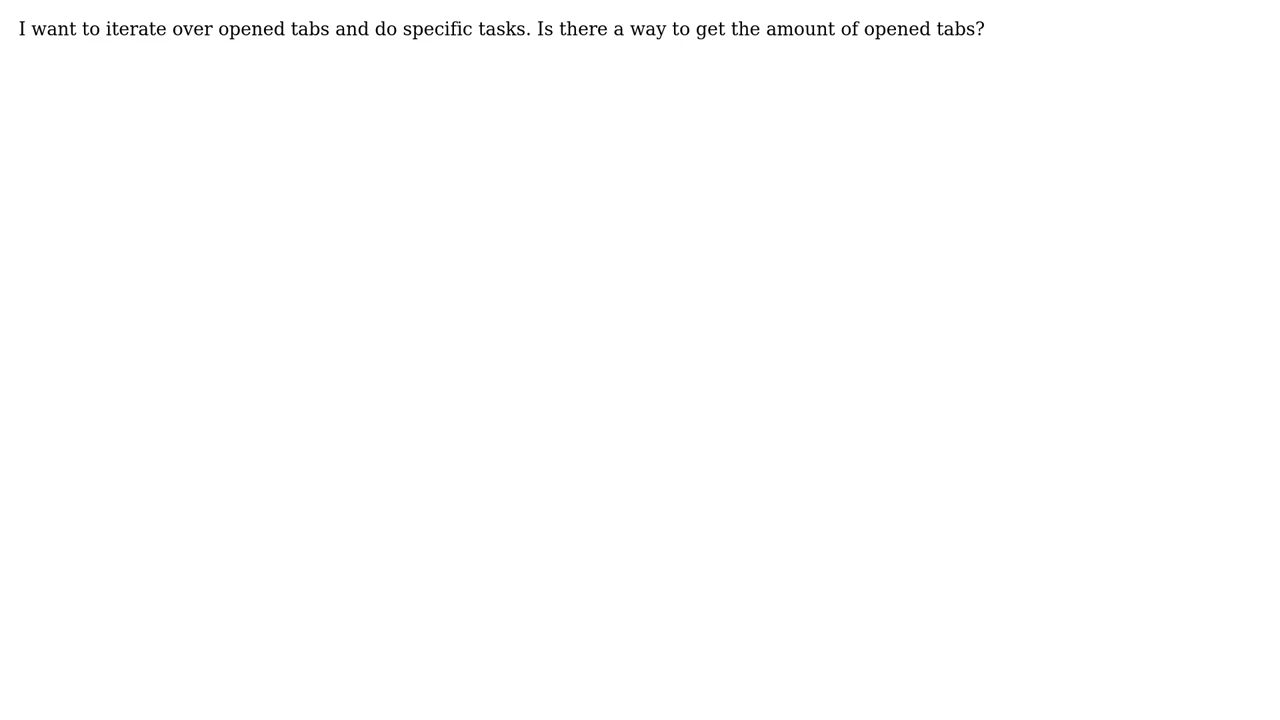 I want to iterate over opened tabs and do specific tasks. Is there a way to get the amount of opened tabs?